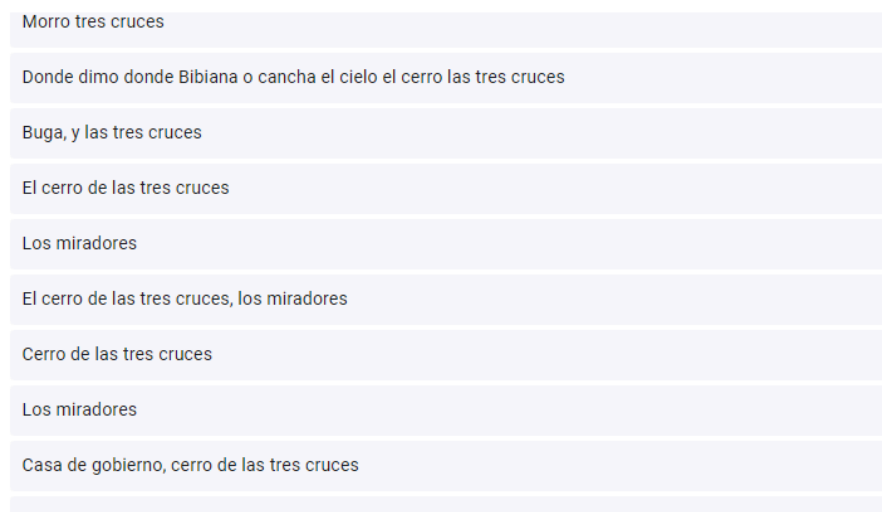 Morro tres cruces
Donde dimo donde Bibiana o cancha el cielo el cerro las tres cruces
Buga, y las tres cruces
El cerro de las tres cruces
Los miradores
El cerro de las tres cruces, los miradores
Cerro de las tres cruces
Los miradores
Casa de gobierno, cerro de las tres cruces